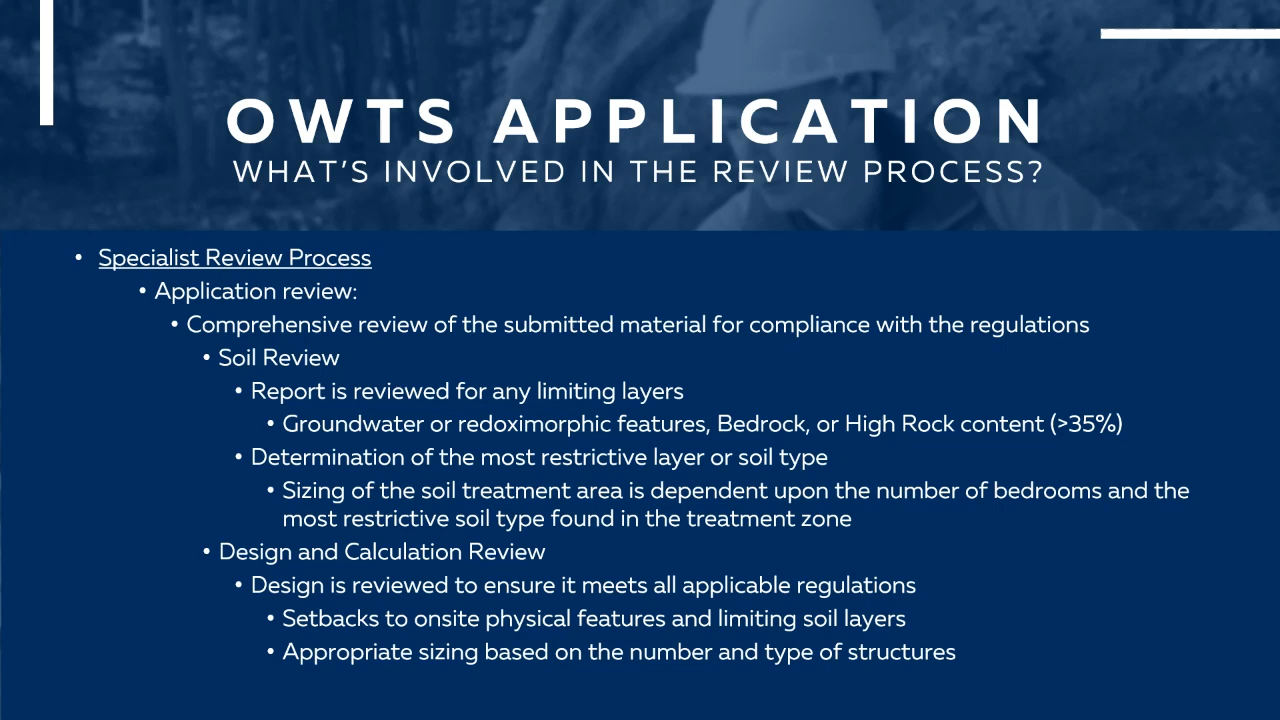 OWTS APPLICATION
WHAT'S INVOLVED IN THE REVIEW PROCESS?
• Specialist Review Process
• Application review:
• Comprehensive review of the submitted material for compliance with the regulations
• Soil Review
• Report is reviewed for any limiting layers
• Groundwater or redoximorphic features, Bedrock, or High Rock content (>35%)
• Determination of the most restrictive layer or soil type
• Sizing of the soil treatment area is dependent upon the number of bedrooms and the
most restrictive soil type found in the treatment zone
• Design and Calculation Review
• Design is reviewed to ensure it meets all applicable regulations
• Setbacks to onsite physical features and limiting soil layers
• Appropriate sizing based on the number and type of structures